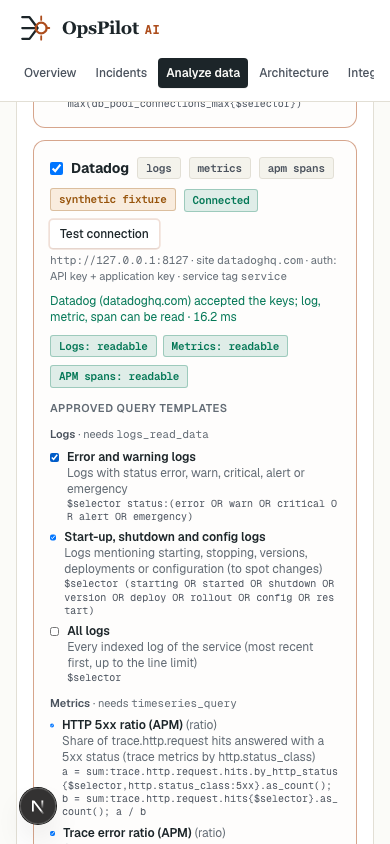 OpsPilot AI
Overview Incidents Analyze data Architecture Integ
max(db_pool_connections_max{$selector})
Datadog logs metrics apm spans
synthetic fixture Connected
Test connection
http://127.0.0.1:8127 · site datadoghq.com · auth:
API key + application key · service tag service
Datadog (datadoghq.com) accepted the keys; log,
metric, span can be read · 16.2 ms
Logs: readable Metrics: readable
APM spans: readable
APPROVED QUERY TEMPLATES
Logs · needs logs_read_data
Error and warning logs
Logs with status error, warn, critical, alert or
emergency
$selector status:(error OR warn OR critical O
R alert OR emergency)
Start-up, shutdown and config logs
Logs mentioning starting, stopping, versions,
deployments or configuration (to spot changes)
$selector (starting OR started OR shutdown OR
version OR deploy OR rollout OR config OR res
tart)
All logs
Every indexed log of the service (most recent
first, up to the line limit)
$selector
Metrics · needs timeseries_query
HTTP 5xx ratio (APM) (ratio)
Share of trace.http.request hits answered with a
5xx status (trace metrics by http.status_class)
a = sum:trace.http.request.hits.by_http_status
{$selector,http.status_class:5xx}.as_count();
b = sum:trace.http.request.hits{$selector}.as_
count(); a / b
N
Trace error ratio (APM) (ratio)